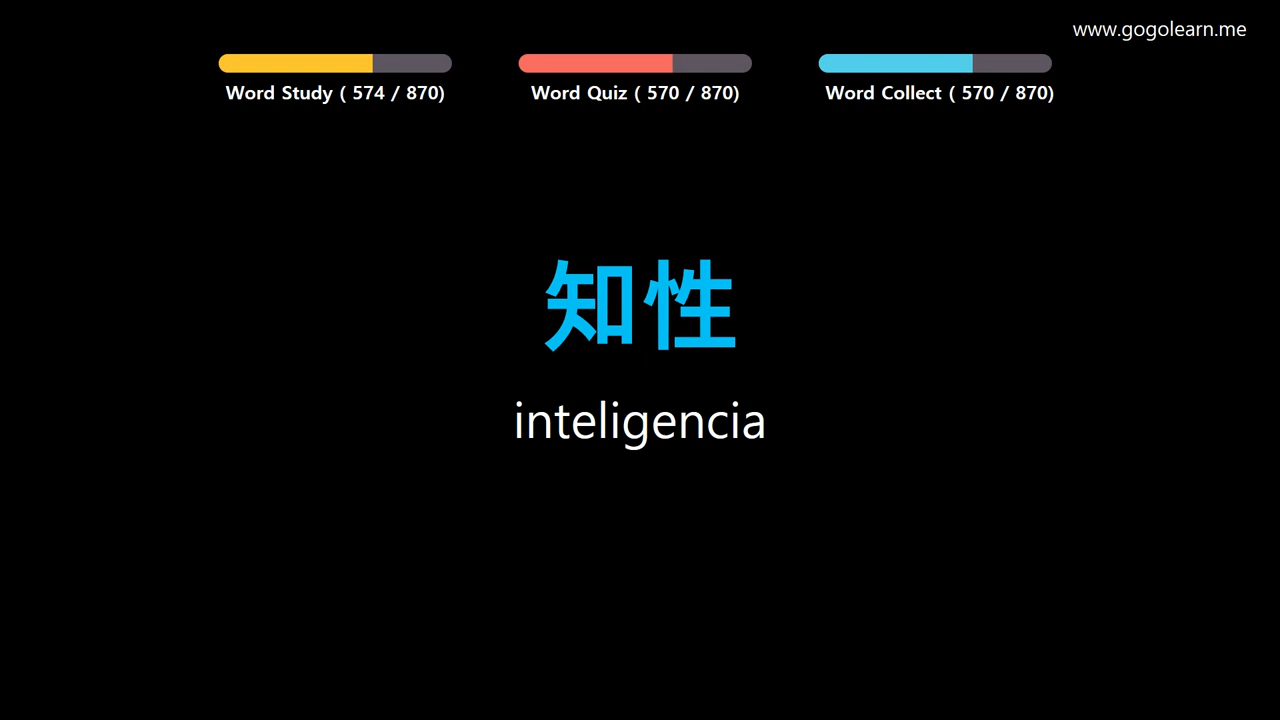 www.gogolearn.me
Word Study ( 574 / 870)
Word Quiz ( 570 / 870)
Word Collect ( 570 / 870)
知性
inteligencia